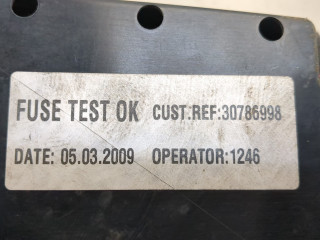 FUSE TEST OK CUST.REF:30786998
DATE: 05.03.2009 OPERATOR:1246